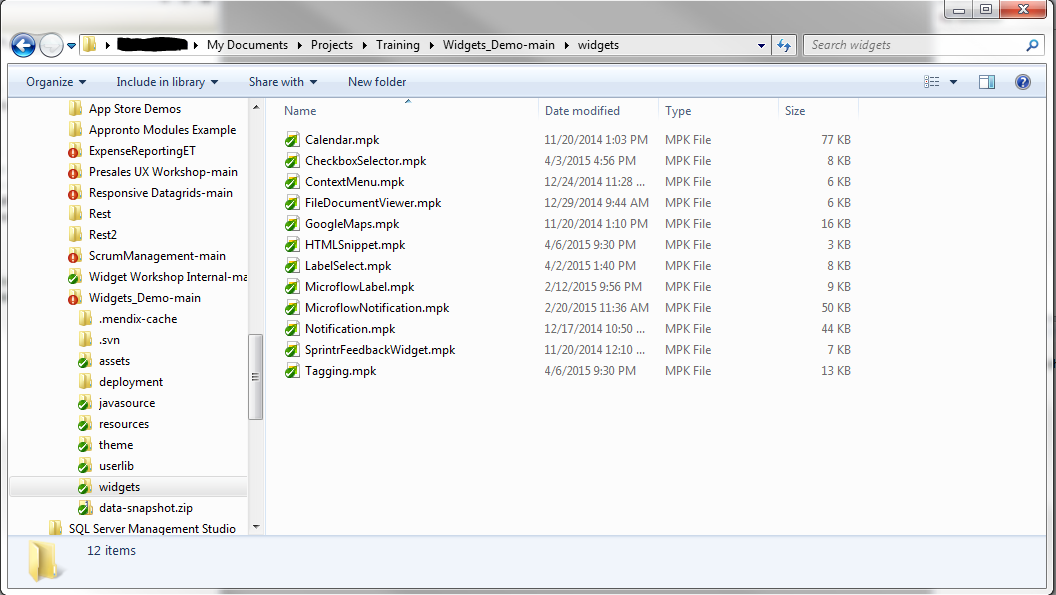 My Documents Projects Training Widgets_Demo-main widgets
Search widgets
Organize Include in library Share with New folder
App Store Demos
Appronto Modules Example
ExpenseReportingET
Presales UX Workshop-main
Responsive Datagrids-main
Rest
Rest2
ScrumManagement-main
Widget Workshop Internal-ma
Widgets_Demo-main
.mendix-cache
.svn
assets
deployment
javasource
resources
theme
userlib
widgets
data-snapshot.zip
SQL Server Management Studio
Name Date modified Type Size
Calendar.mpk 11/20/2014 1:03 PM MPK File 77 KB
CheckboxSelector.mpk 4/3/2015 4:56 PM MPK File 8 KB
ContextMenu.mpk 12/24/2014 11:28 ... MPK File 6 KB
FileDocumentViewer.mpk 12/29/2014 9:44 AM MPK File 6 KB
GoogleMaps.mpk 11/20/2014 1:10 PM MPK File 16 KB
HTMLSnippet.mpk 4/6/2015 9:30 PM MPK File 3 KB
LabelSelect.mpk 4/2/2015 1:40 PM MPK File 8 KB
MicroflowLabel.mpk 2/12/2015 9:56 PM MPK File 9 KB
MicroflowNotification.mpk 2/20/2015 11:36 AM MPK File 50 KB
Notification.mpk 12/17/2014 10:50 ... MPK File 44 KB
SprintrFeedbackWidget.mpk 11/20/2014 12:10 ... MPK File 7 KB
Tagging.mpk 4/6/2015 9:30 PM MPK File 13 KB
12 items